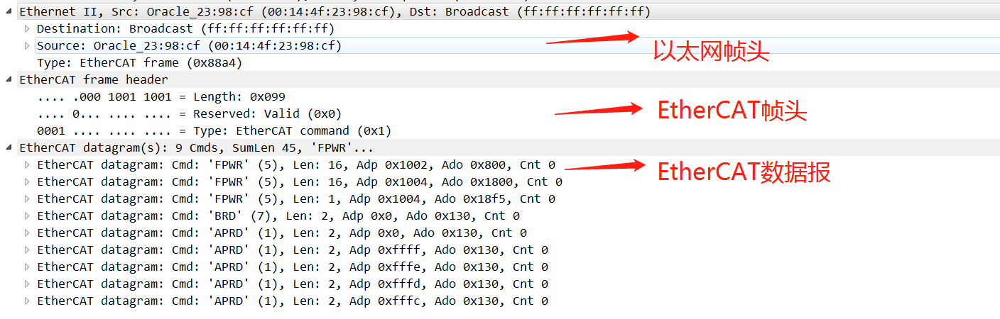 Ethernet II, Src: Oracle_23:98:cf (00:14:4f:23:98:cf), Dst: Broadcast (ff:ff:ff:ff:ff:ff)
Destination: Broadcast (ff:ff:ff:ff:ff:ff)
Source: Oracle_23:98:cf (00:14:4f:23:98:cf)
以太网帧头
Type: EtherCAT frame (0x88a4)
EtherCAT frame header
.... .000 1001 1001 = Length: 0x099
EtherCAT帧头
.... 0... .... .... = Reserved: Valid (0x0)
0001 .... .... .... = Type: EtherCAT command (0x1)
EtherCAT datagram(s): 9 Cmds, SumLen 45, 'FPWR'...
EtherCAT datagram: Cmd: 'FPWR' (5), Len: 16, Adp 0x1002, Ado 0x800, Cnt 0
EtherCAT数据报
EtherCAT datagram: Cmd: 'FPWR' (5), Len: 16, Adp 0x1004, Ado 0x1800, Cnt 0
EtherCAT datagram: Cmd: 'FPWR' (5), Len: 1, Adp 0x1004, Ado 0x18f5, Cnt 0
EtherCAT datagram: Cmd: 'BRD' (7), Len: 2, Adp 0x0, Ado 0x130, Cnt 0
EtherCAT datagram: Cmd: 'APRD' (1), Len: 2, Adp 0x0, Ado 0x130, Cnt 0
EtherCAT datagram: Cmd: 'APRD' (1), Len: 2, Adp 0xffff, Ado 0x130, Cnt 0
EtherCAT datagram: Cmd: 'APRD' (1), Len: 2, Adp 0xfffe, Ado 0x130, Cnt 0
EtherCAT datagram: Cmd: 'APRD' (1), Len: 2, Adp 0xfffd, Ado 0x130, Cnt 0
EtherCAT datagram: Cmd: 'APRD' (1), Len: 2, Adp 0xfffc, Ado 0x130, Cnt 0